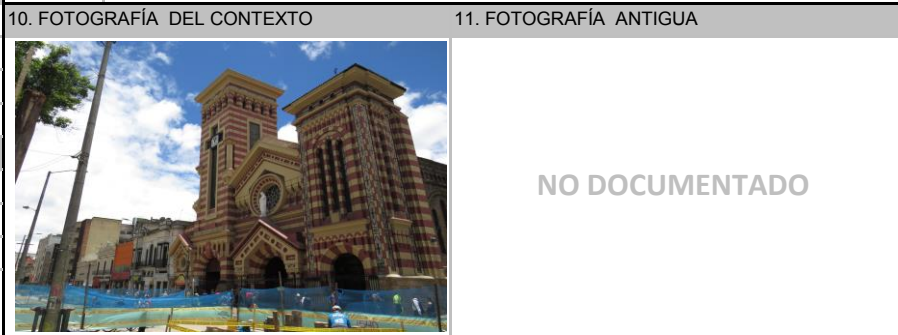 10. FOTOGRAFÍA DEL CONTEXTO
11. FOTOGRAFÍA ANTIGUA
NO DOCUMENTADO